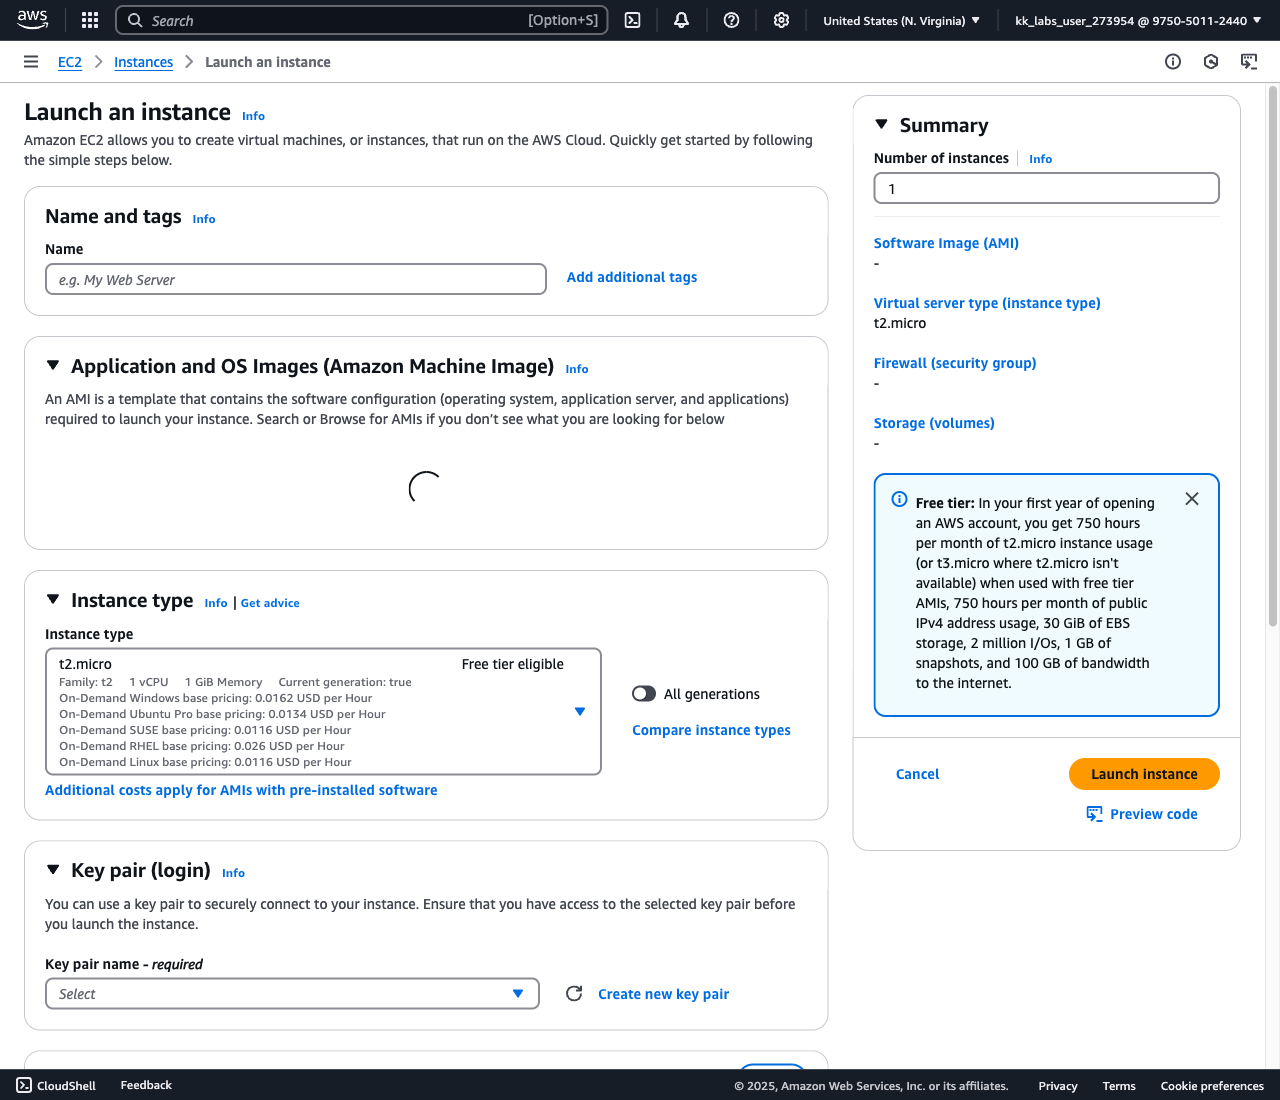 aws
Search
[Option+S]
United States (N. Virginia)
kk_labs_user_273954 @ 9750-5011-2440
EC2
Instances
Launch an instance
Launch an instance Info
Amazon EC2 allows you to create virtual machines, or instances, that run on the AWS Cloud. Quickly get started by following
the simple steps below.
Name and tags Info
Name
e.g. My Web Server
Add additional tags
Application and OS Images (Amazon Machine Image) Info
An AMI is a template that contains the software configuration (operating system, application server, and applications)
required to launch your instance. Search or Browse for AMIs if you don’t see what you are looking for below
Instance type Info | Get advice
Instance type
t2.micro Free tier eligible
Family: t2 1 vCPU 1 GiB Memory Current generation: true
On-Demand Windows base pricing: 0.0162 USD per Hour
On-Demand Ubuntu Pro base pricing: 0.0134 USD per Hour
On-Demand SUSE base pricing: 0.0116 USD per Hour
On-Demand RHEL base pricing: 0.026 USD per Hour
On-Demand Linux base pricing: 0.0116 USD per Hour
All generations
Compare instance types
Additional costs apply for AMIs with pre-installed software
Key pair (login) Info
You can use a key pair to securely connect to your instance. Ensure that you have access to the selected key pair before
you launch the instance.
Key pair name - required
Select
Create new key pair
Summary
Number of instances Info
1
Software Image (AMI)
-
Virtual server type (instance type)
t2.micro
Firewall (security group)
-
Storage (volumes)
-
Free tier: In your first year of opening
an AWS account, you get 750 hours
per month of t2.micro instance usage
(or t3.micro where t2.micro isn't
available) when used with free tier
AMIs, 750 hours per month of public
IPv4 address usage, 30 GiB of EBS
storage, 2 million I/Os, 1 GB of
snapshots, and 100 GB of bandwidth
to the internet.
Cancel
Launch instance
Preview code
CloudShell
Feedback
© 2025, Amazon Web Services, Inc. or its affiliates.
Privacy
Terms
Cookie preferences